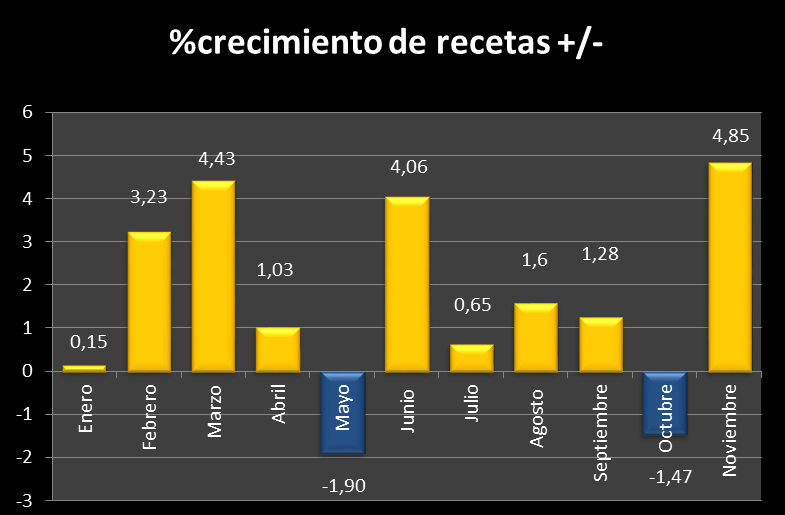 %crecimiento de recetas +/-
6
5
4
3
2
1
0
-1
-2
-3
0,15
3,23
4,43
1,03
-1,90
4,06
0,65
1,6
1,28
-1,47
4,85
Enero
Febrero
Marzo
Abril
Mayo
Junio
Julio
Agosto
Septiembre
Octubre
Noviembre